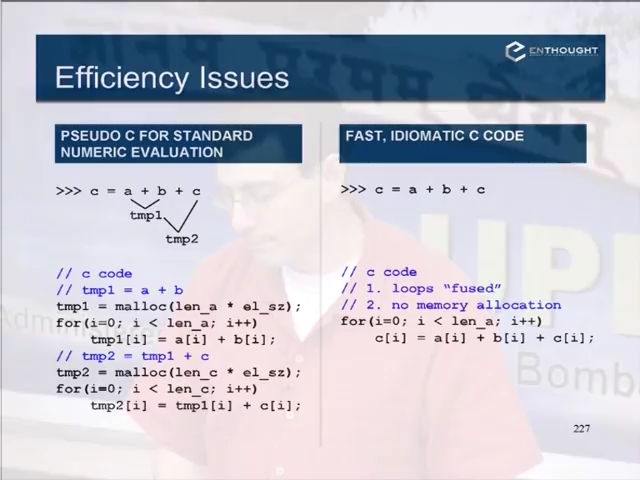 ENTHOUGHT
Efficiency Issues
PSEUDO C FOR STANDARD
NUMERIC EVALUATION
>>> c = a + b + c
tmp1
tmp2
// c code
// tmp1 = a + b
tmp1 = malloc(len_a * el_sz);
for(i=0; i < len_a; i++)
tmp1[i] = a[i] + b[i];
// tmp2 = tmp1 + c
tmp2 = malloc(len_c * el_sz);
for(i=0; i < len_c; i++)
tmp2[i] = tmp1[i] + c[i];
FAST, IDIOMATIC C CODE
>>> c = a + b + c
// c code
// 1. loops “fused”
// 2. no memory allocation
for(i=0; i < len_a; i++)
c[i] = a[i] + b[i] + c[i];
227
Bomb